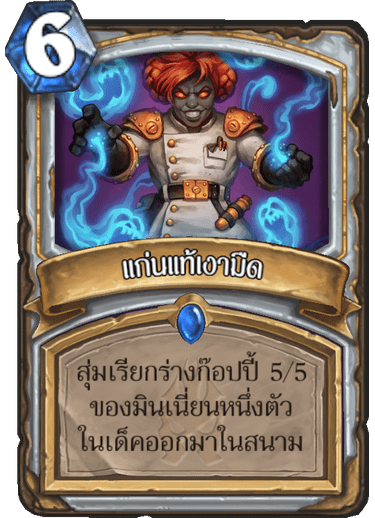 6
แก่นแท้เงามืด
สุ่มเรียกร่างก๊อปปี้ 5/5
ของมินเนี่ยนหนึ่งตัว
ในเด็คออกมาในสนาม